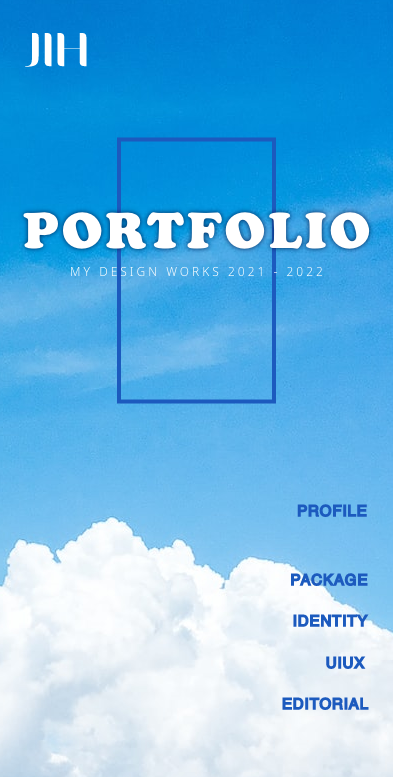 JIH
PORTFOLIO
MY DESIGN WORKS 2021 - 2022
PROFILE
PACKAGE
IDENTITY
UIUX
EDITORIAL